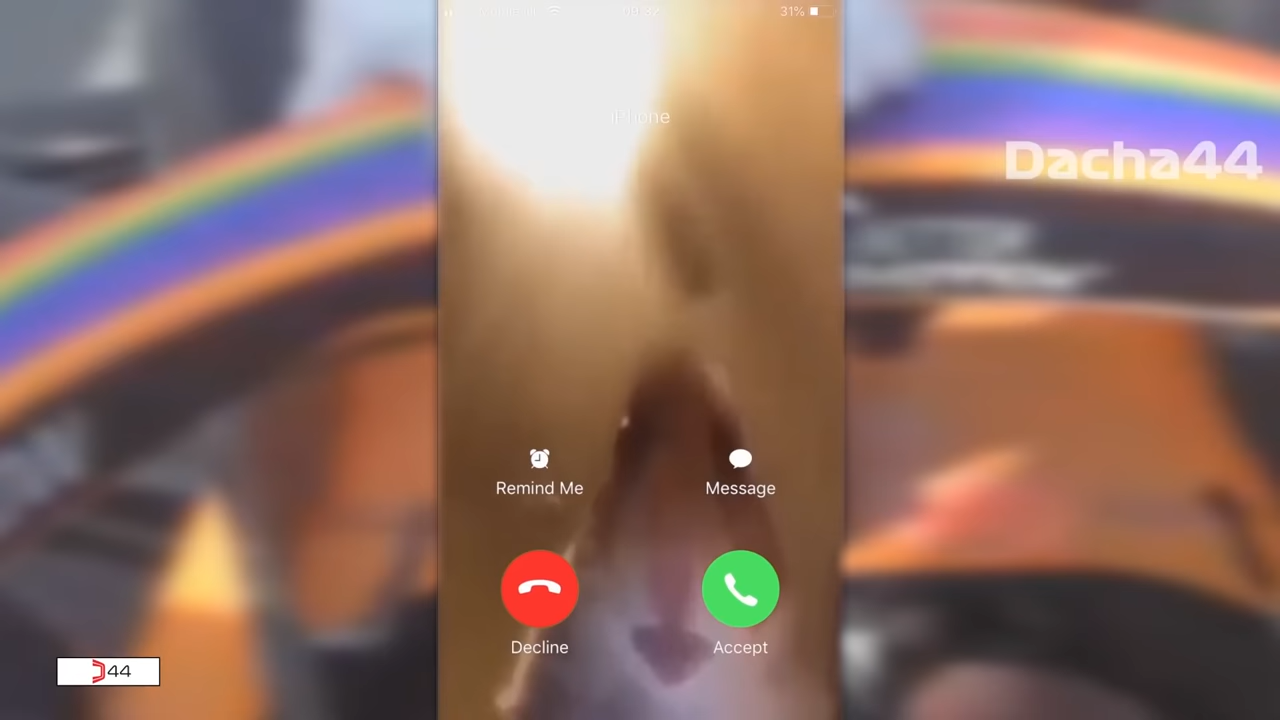 31%
iPhone
Dacha44
Remind Me
Message
Decline
Accept
44